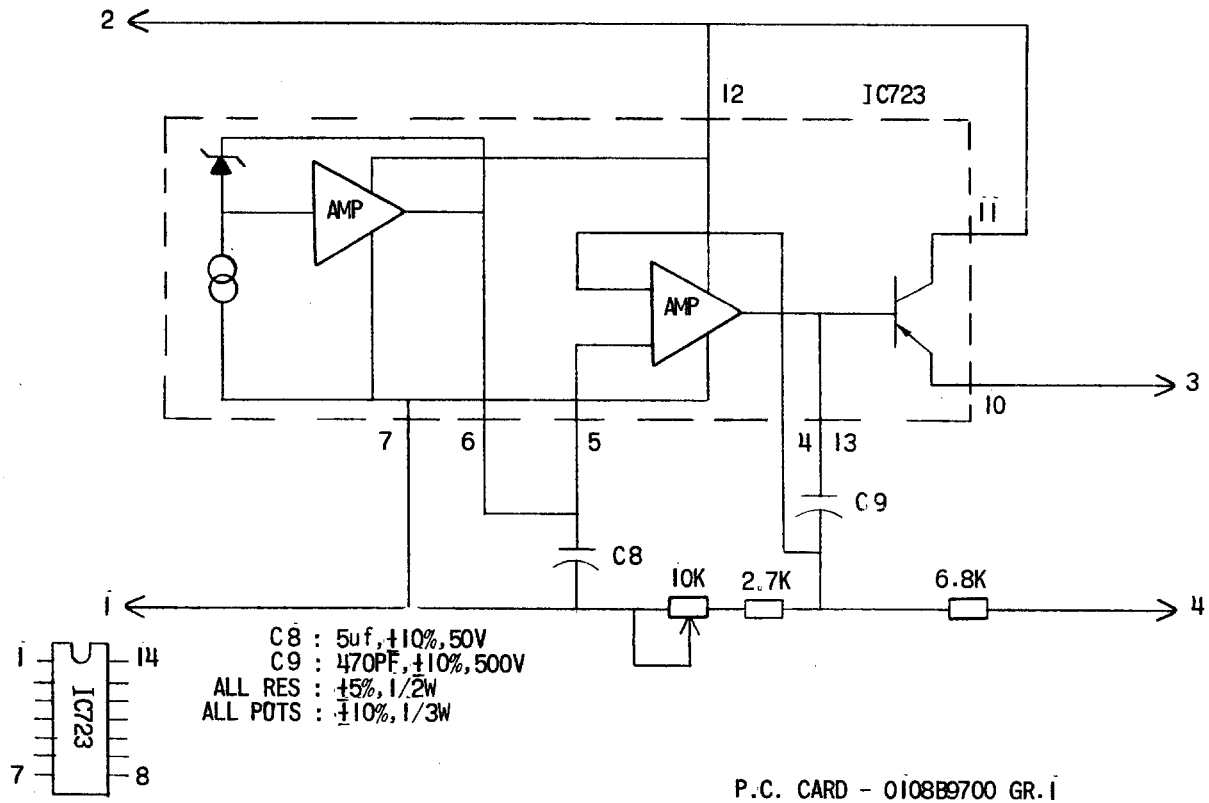 2
12 IC723
AMP
11
AMP
10 3
7 6 5 4 13
C9
C8
10K 2.7K 6.8K
1 4
C8 : 5uf,±10%,50V
C9 : 470PF,±10%,500V
ALL RES : ±5%,1/2W
ALL POTS : ±10%,1/3W
1 14
IC723
7 8
P.C. CARD - 0108B9700 GR.1